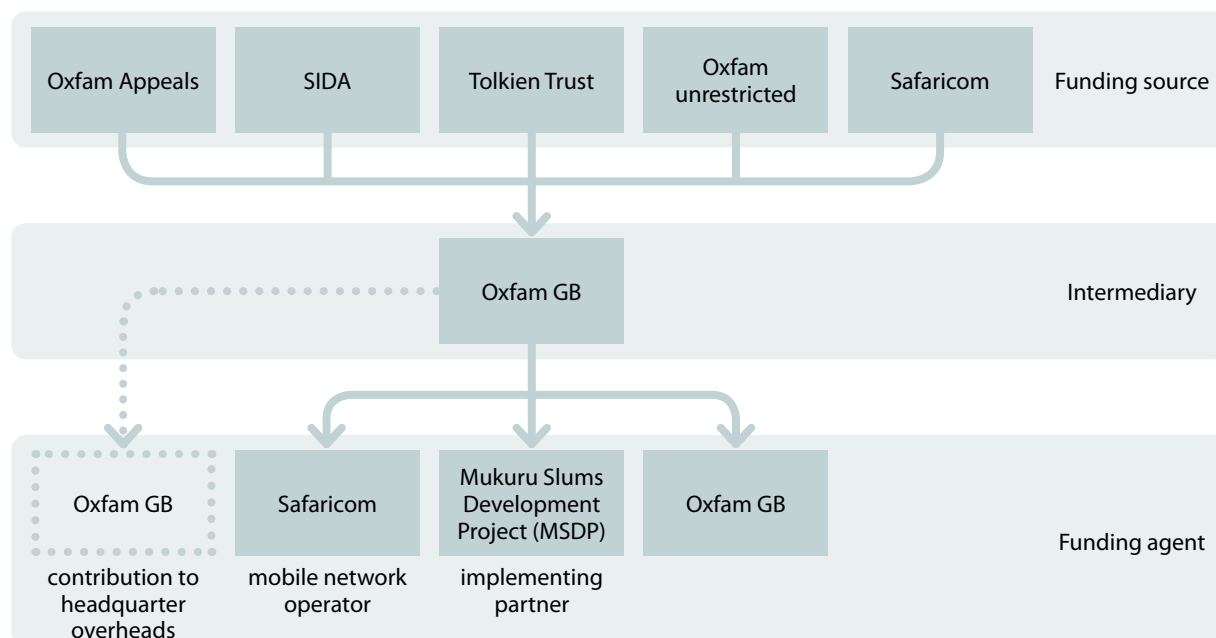 Oxfam Appeals
SIDA
Tolkien Trust
Oxfam
unrestricted
Safaricom
Funding source
Oxfam GB
Intermediary
Oxfam GB
contribution to
headquarter
overheads
Safaricom
mobile network
operator
Mukuru Slums
Development
Project (MSDP)
implementing
partner
Oxfam GB
Funding agent